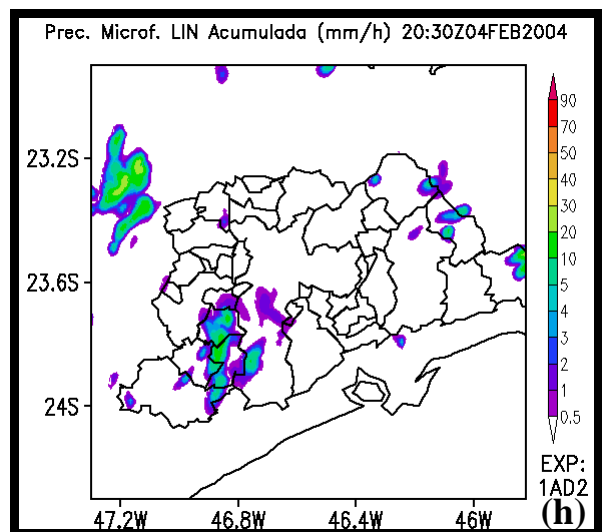 Prec. Microf. LIN Acumulada (mm/h) 20:30Z04FEB2004
90
70
50
40
30
20
10
5
4
3
2
1
0.5
23.2S
23.6S
24S
47.2W 46.8W 46.4W 46W
EXP:
1AD2
(h)